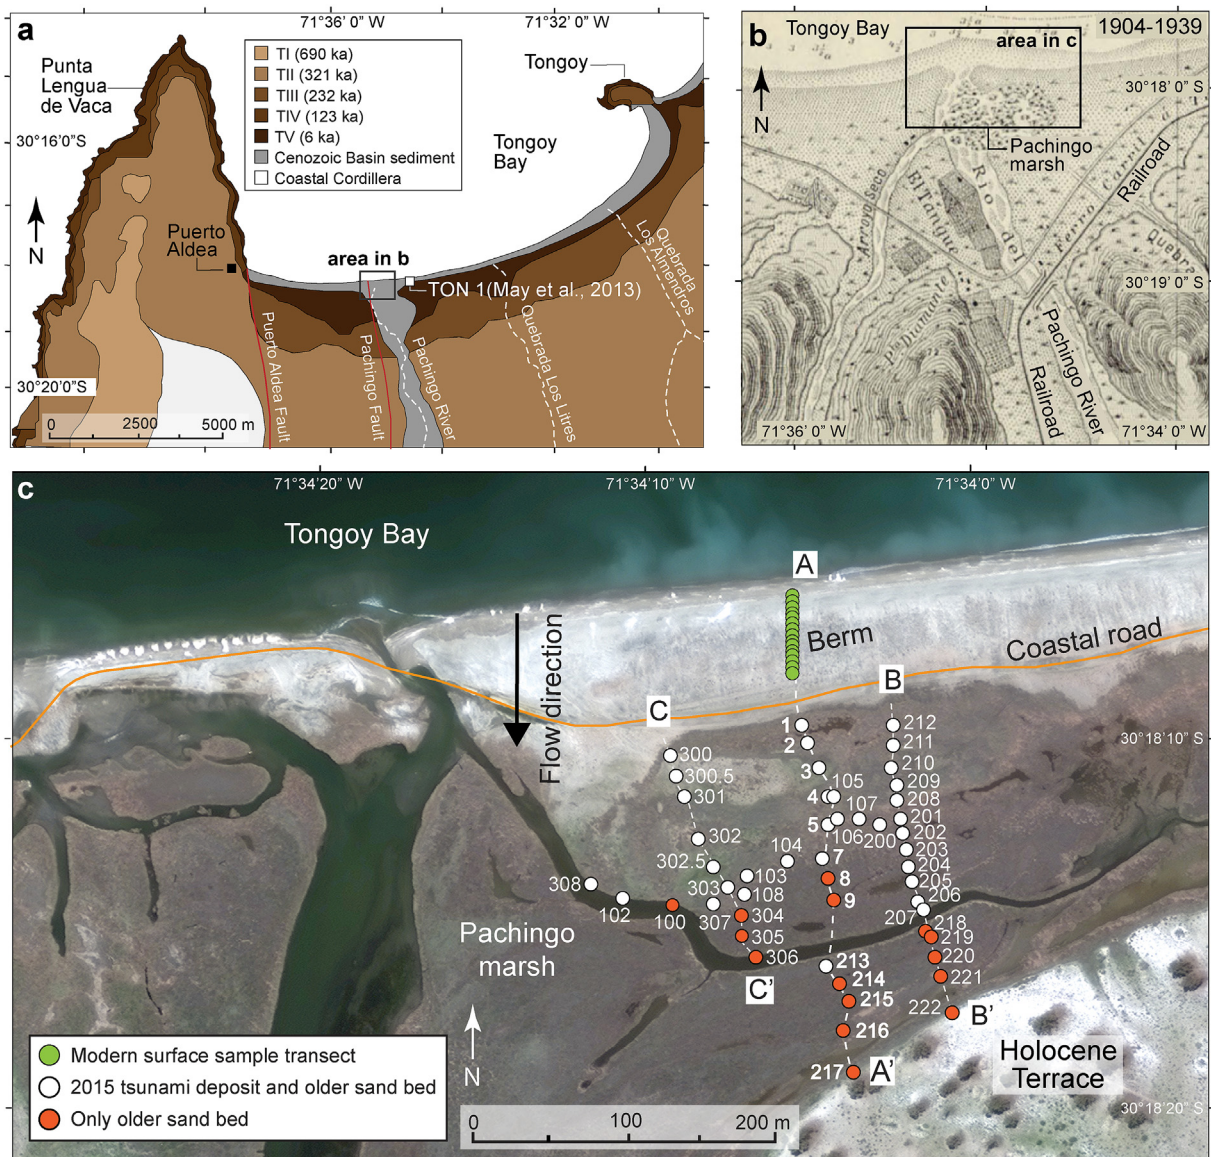 a
71°36' 0" W
71°32' 0" W
TI (690 ka)
TII (321 ka)
TIII (232 ka)
TIV (123 ka)
TV (6 ka)
Cenozoic Basin sediment
Coastal Cordillera
Punta
Lengua
de Vaca
30°16'0"S
Tongoy
Tongoy
Bay
N
Puerto
Aldea
area in b
TON 1(May et al., 2013)
Quebrada
Los Almendros
Quebrada Los Litres
Pachingo River
Pachingo Fault
Puerto Aldea Fault
30°20'0"S
0 2500 5000 m
b
Tongoy Bay
1904-1939
area in c
30°18' 0" S
N
Pachingo
marsh
Railroad
Carril
Ferro
Arroyo Seco
El Tanque
Rio del
Quebr
30°19' 0" S
Damante
Pachingo River
Railroad
71°36' 0" W
71°34' 0" W
c
71°34'20" W
71°34'10" W
71°34'0" W
Tongoy Bay
A
Berm
Coastal road
Flow direction
C
B
1
2
3
4
5
7
8
9
105
107
106
200
104
103
108
300
300.5
301
302
302.5
303
304
305
306
307
308
102
100
212
211
210
209
208
201
202
203
204
205
206
207
218
219
220
221
222
213
214
215
216
217
30°18'10" S
Pachingo
marsh
C'
B'
A'
N
Holocene
Terrace
Modern surface sample transect
2015 tsunami deposit and older sand bed
Only older sand bed
0 100 200 m
30°18'20" S